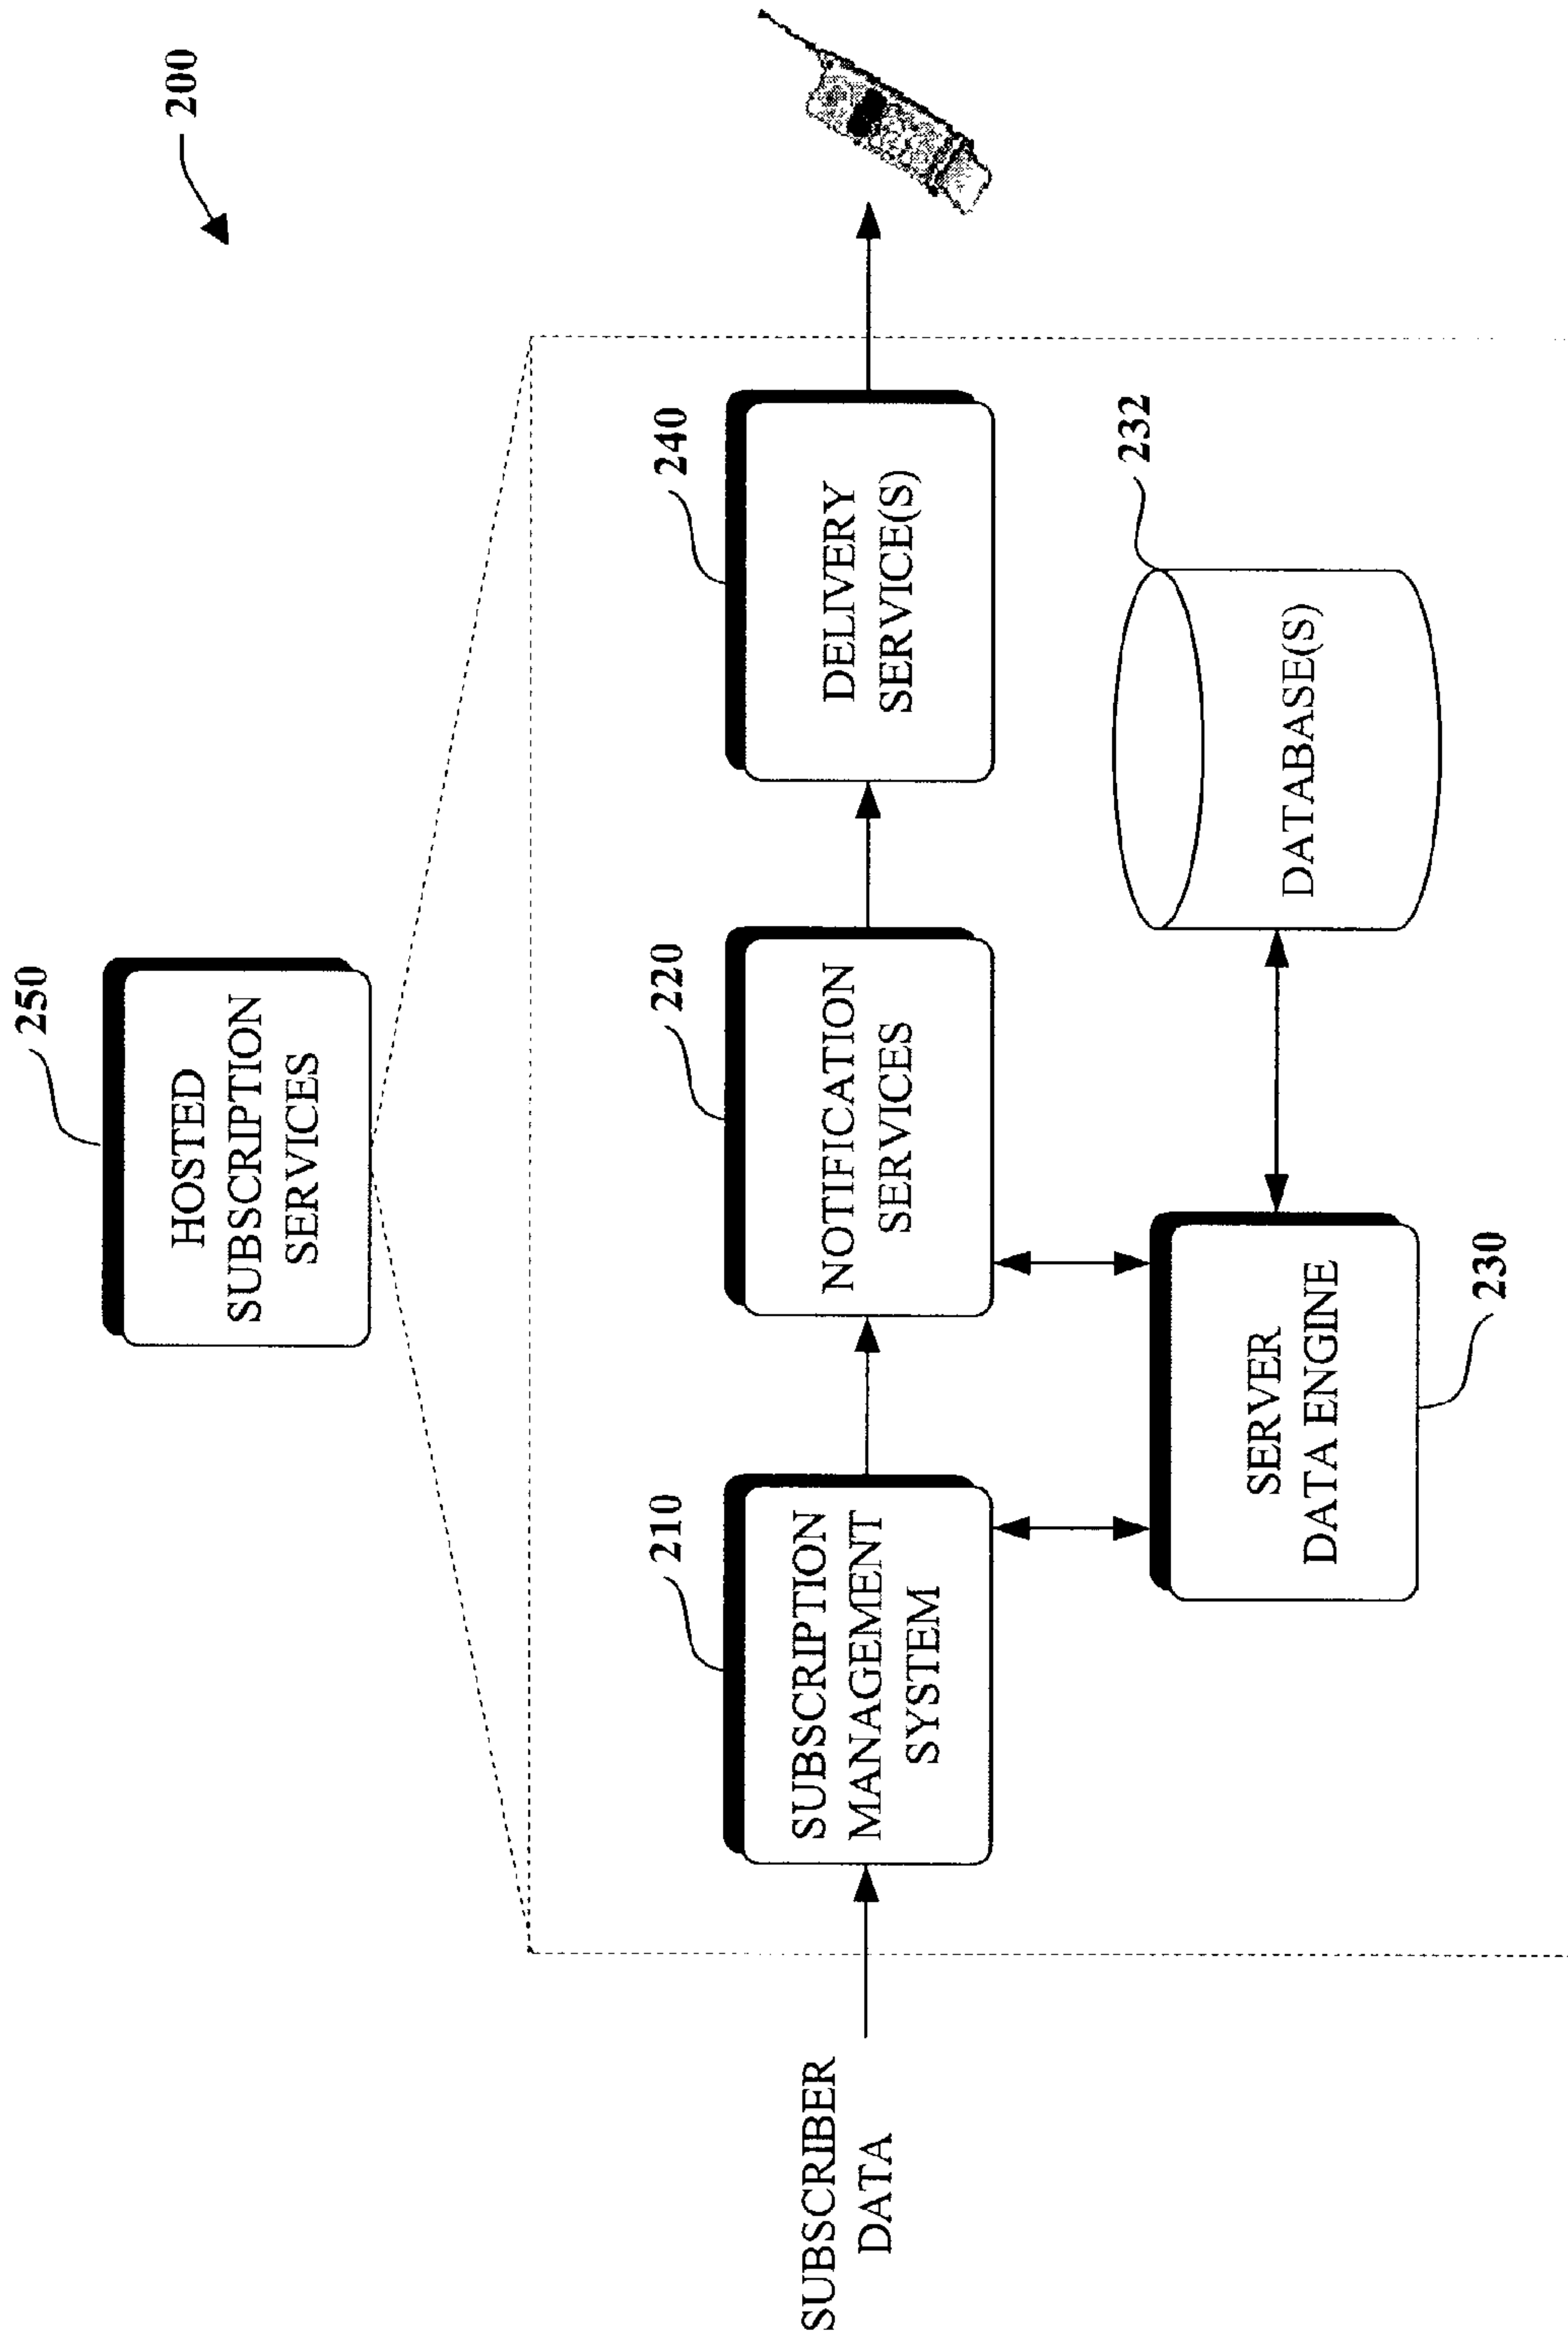 200
250
HOSTED
SUBSCRIPTION
SERVICES
210
SUBSCRIPTION
MANAGEMENT
SYSTEM
220
NOTIFICATION
SERVICES
240
DELIVERY
SERVICE(S)
SUBSCRIBER
DATA
SERVER
DATA ENGINE
230
DATABASE(S)
232